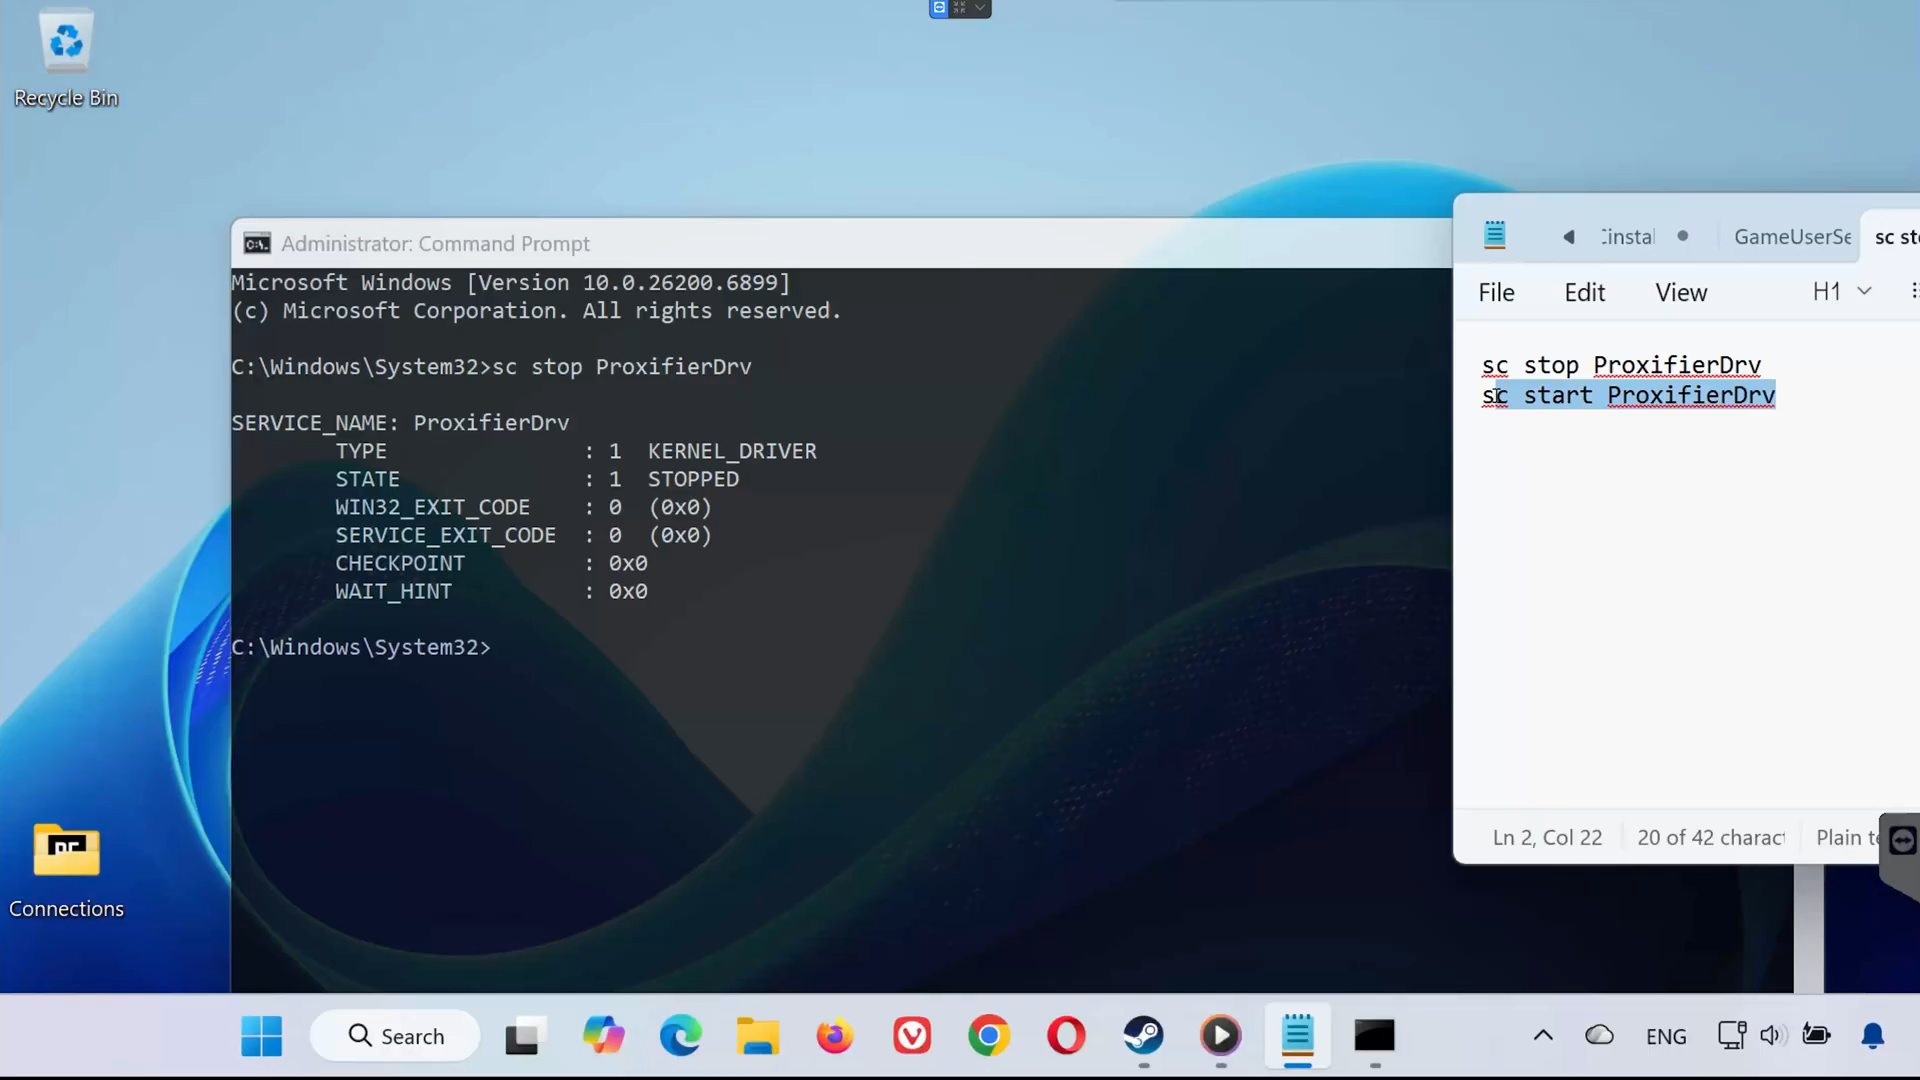 Recycle Bin
Administrator: Command Prompt
Microsoft Windows [Version 10.0.26200.6899]
(c) Microsoft Corporation. All rights reserved.
C:\Windows\System32>sc stop ProxifierDrv
SERVICE_NAME: ProxifierDrv
TYPE : 1 KERNEL_DRIVER
STATE : 1 STOPPED
WIN32_EXIT_CODE : 0 (0x0)
SERVICE_EXIT_CODE : 0 (0x0)
CHECKPOINT : 0x0
WAIT_HINT : 0x0
C:\Windows\System32>
GameUserSe
sc sto
File Edit View H1
sc stop ProxifierDrv
sc start ProxifierDrv
Ln 2, Col 22 20 of 42 charact Plain te
Connections
Search
ENG